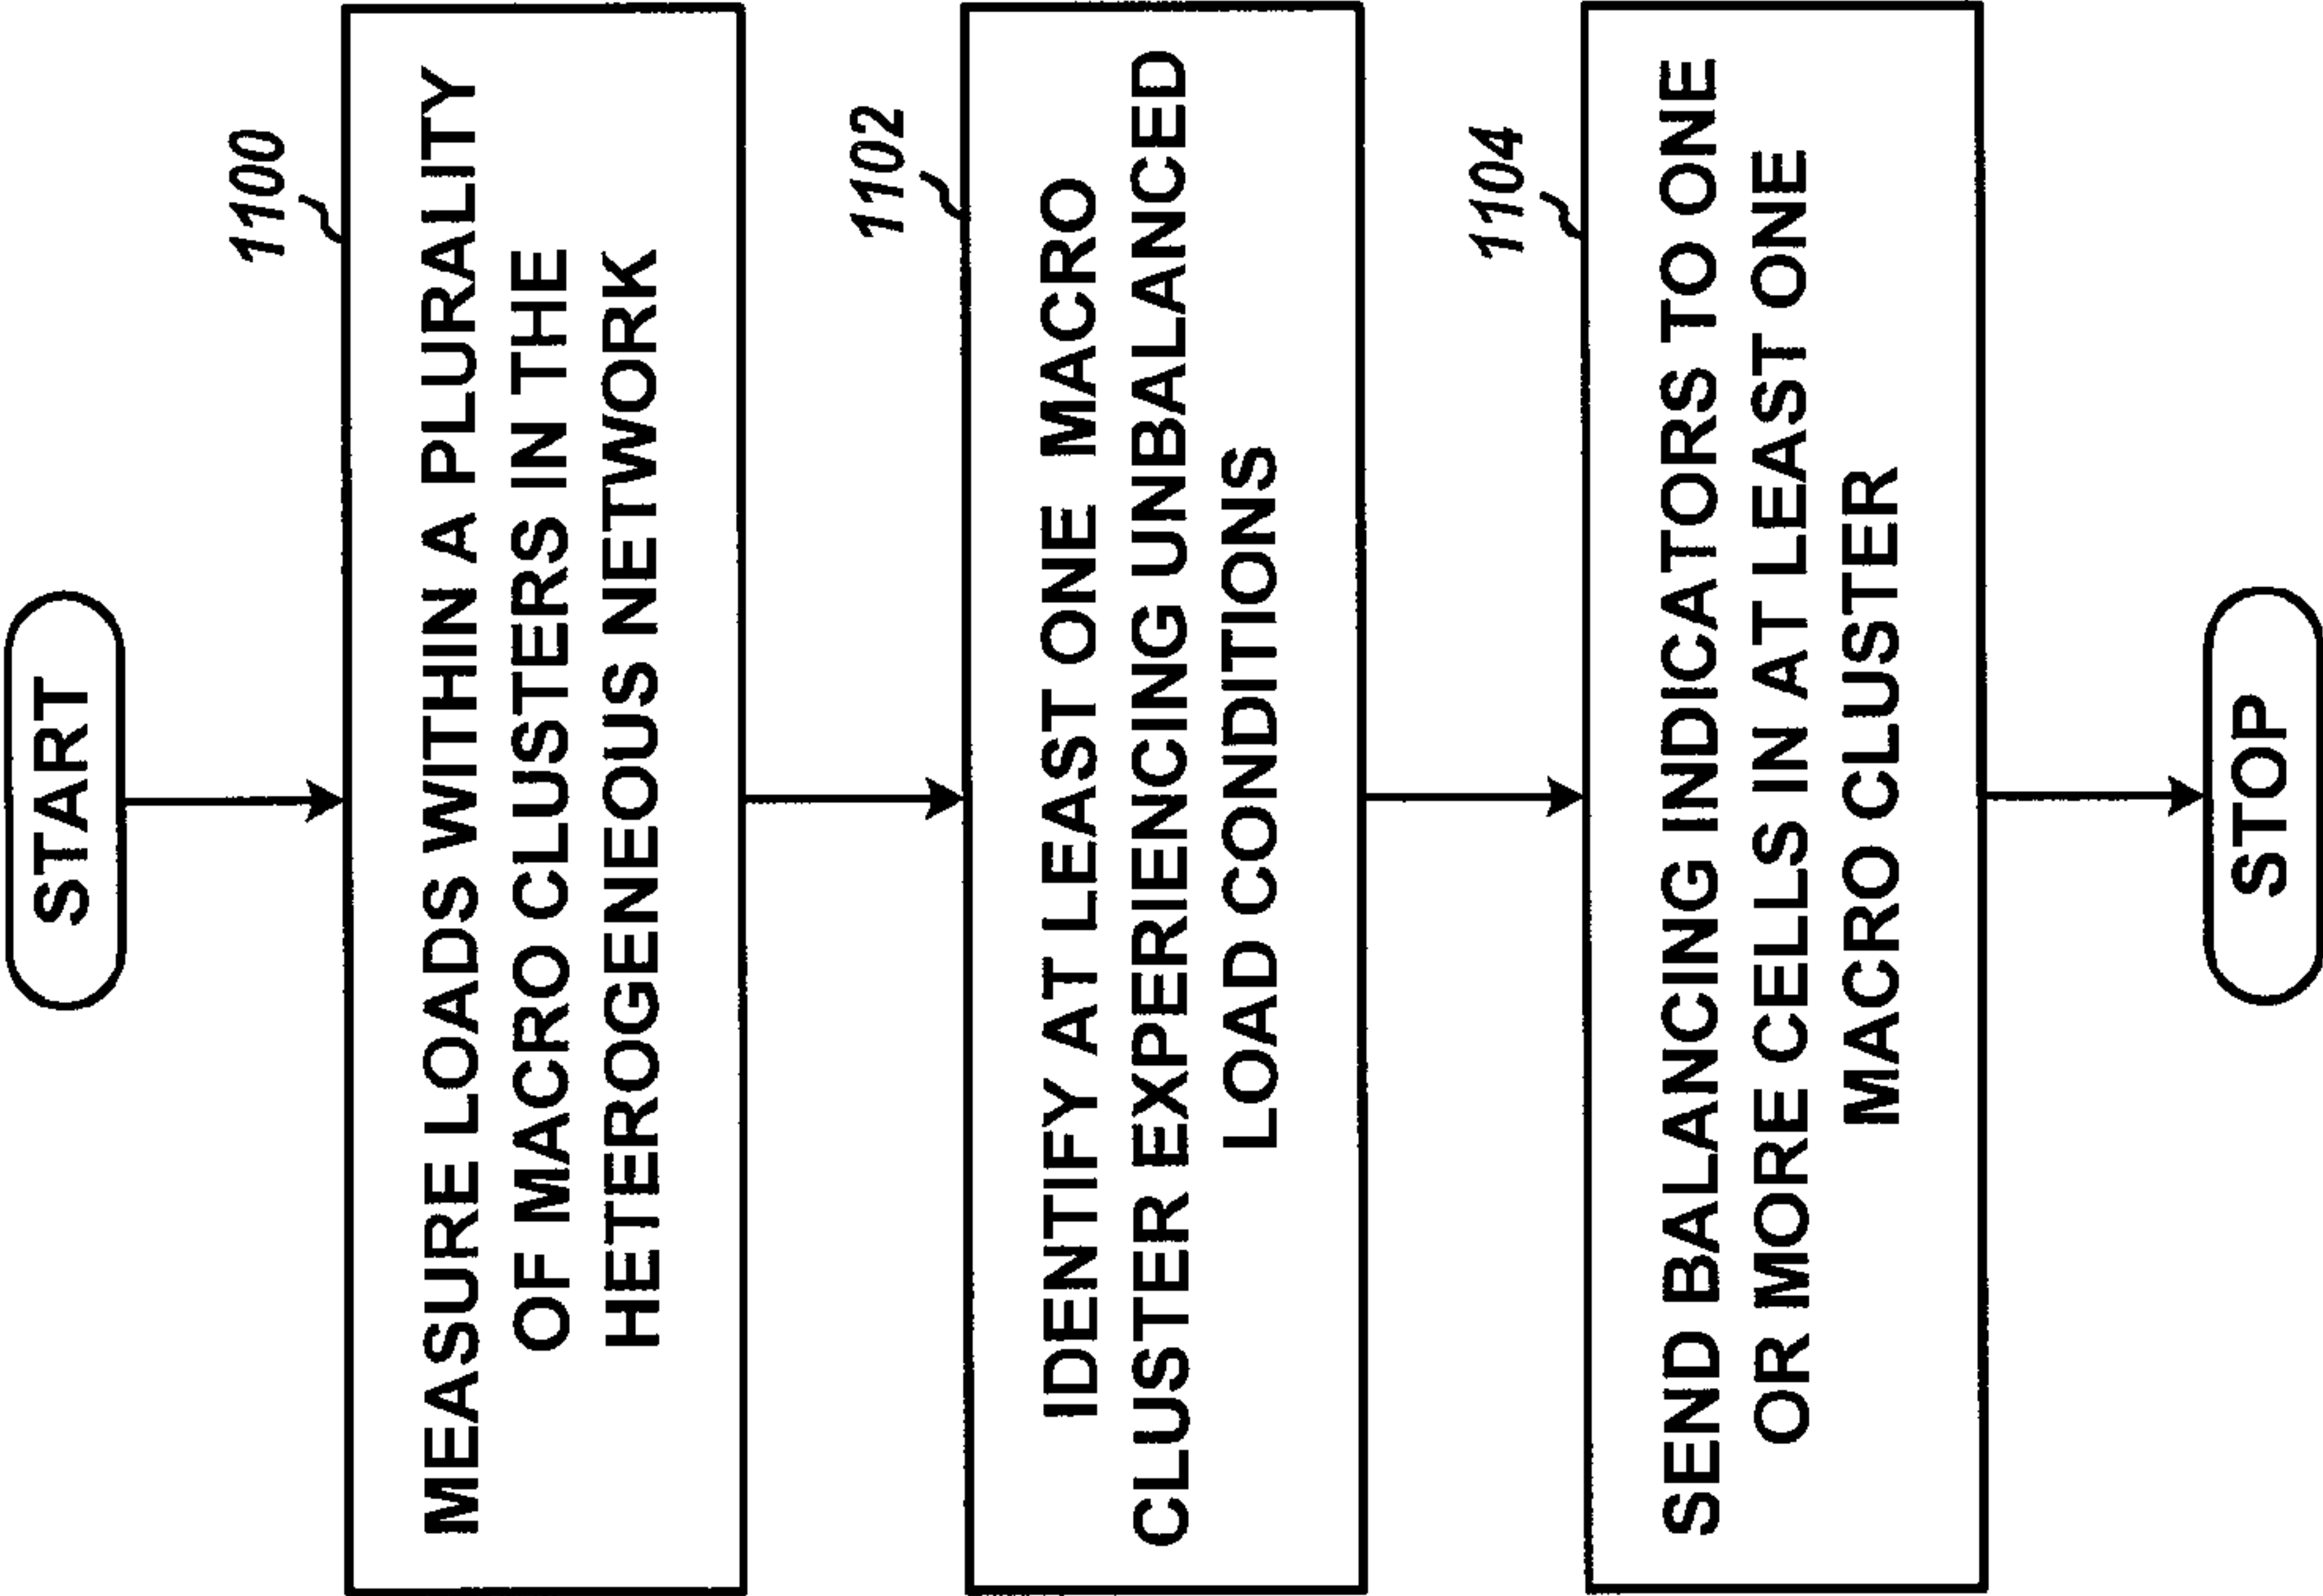 START
1100
MEASURE LOADS WITHIN A PLURALITY
OF MACRO CLUSTERS IN THE
HETEROGENEOUS NETWORK
1102
IDENTIFY AT LEAST ONE MACRO
CLUSTER EXPERIENCING UNBALANCED
LOAD CONDITIONS
1104
SEND BALANCING INDICATORS TO ONE
OR MORE CELLS IN AT LEAST ONE
MACRO CLUSTER
STOP